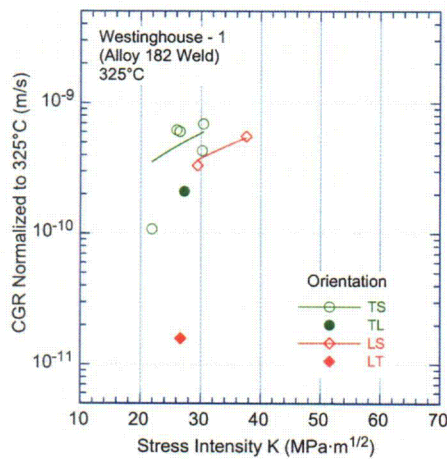 Westinghouse - 1
(Alloy 182 Weld)
325°C
CGR Normalized to 325°C (m/s)
10⁻⁹
10⁻¹⁰
10⁻¹¹
Orientation
TS
TL
LS
LT
10 20 30 40 50 60 70
Stress Intensity K (MPa·m¹/²)